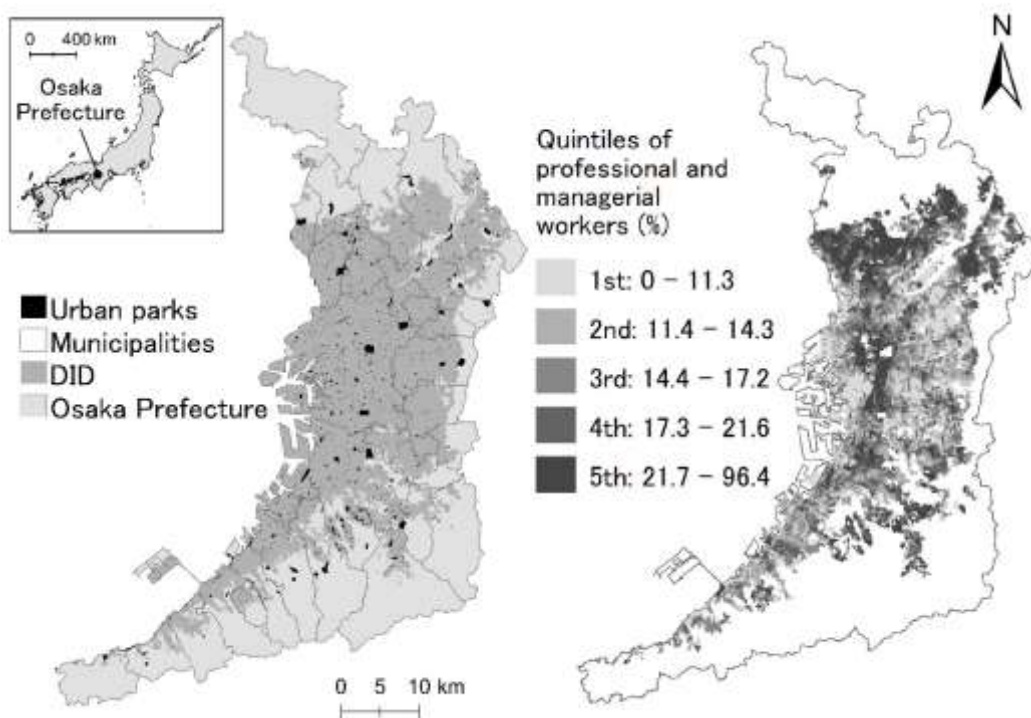 0 400 km
Osaka
Prefecture
Urban parks
Municipalities
DID
Osaka Prefecture
0 5 10 km
N
Quintiles of
professional and
managerial
workers (%)
1st: 0 – 11.3
2nd: 11.4 – 14.3
3rd: 14.4 – 17.2
4th: 17.3 – 21.6
5th: 21.7 – 96.4